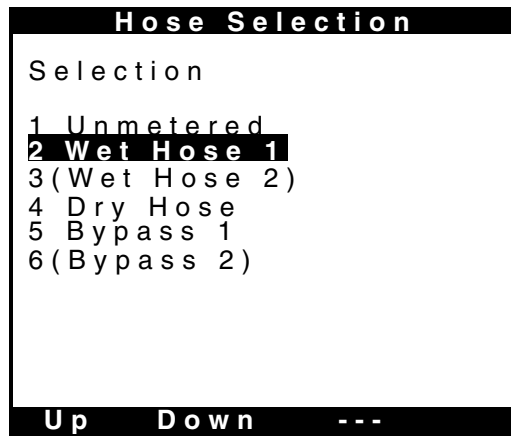 Hose Selection
Selection
1 Unmetered
2 Wet Hose 1
3(Wet Hose 2)
4 Dry Hose
5 Bypass 1
6(Bypass 2)
Up Down ---